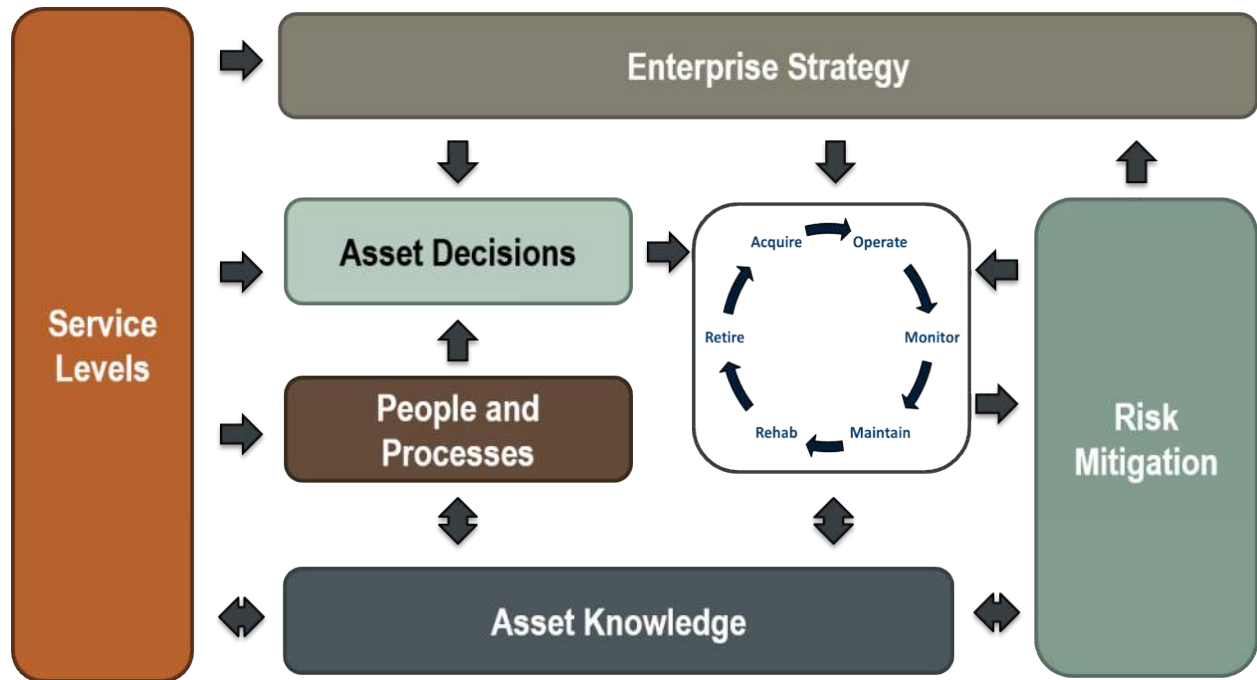 Enterprise Strategy
Service
Levels
Asset Decisions
Acquire
Operate
Retire
Monitor
Rehab
Maintain
People and
Processes
Risk
Mitigation
Asset Knowledge